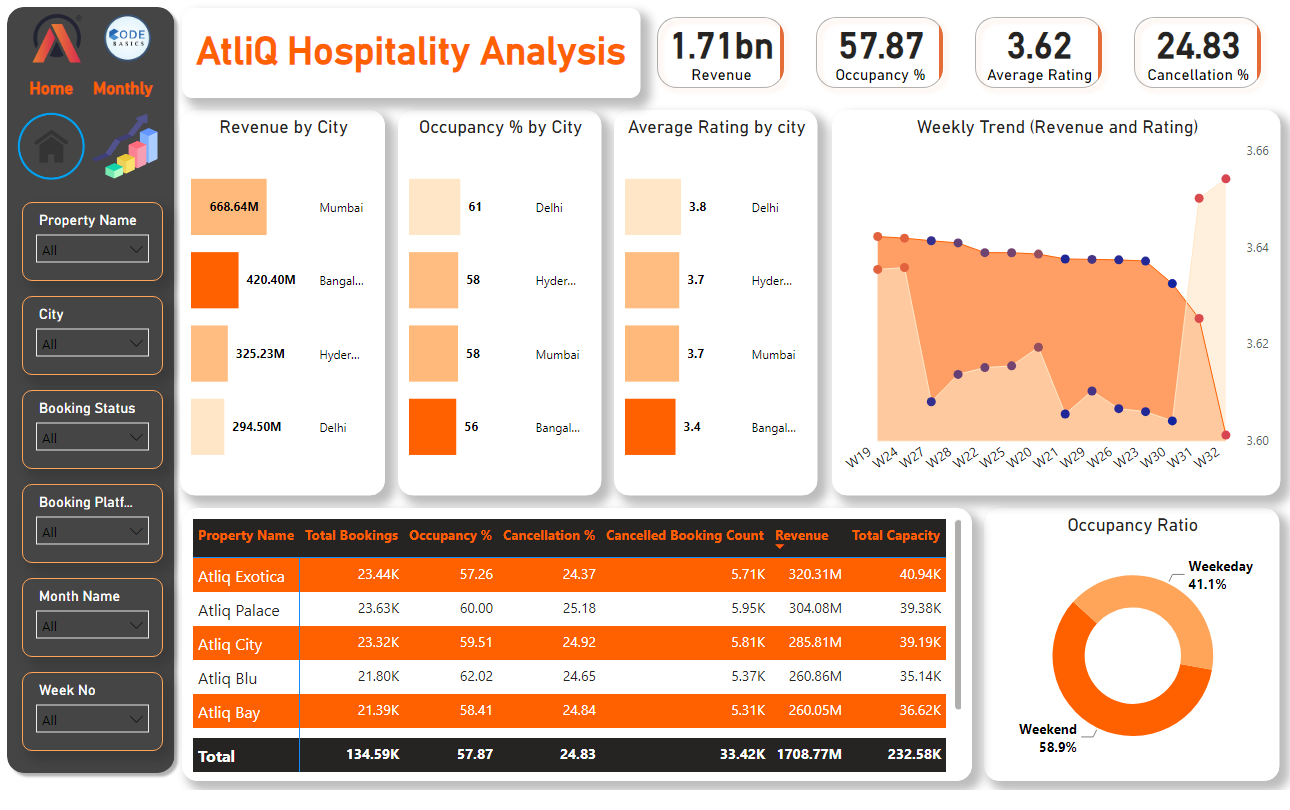 CODE
BASICS
Home
Monthly
Property Name
All
City
All
Booking Status
All
Booking Platf...
All
Month Name
All
Week No
All
AtliQ Hospitality Analysis
1.71bn
Revenue
57.87
Occupancy %
3.62
Average Rating
24.83
Cancellation %
Revenue by City
668.64M Mumbai
420.40M Bangal...
325.23M Hyder...
294.50M Delhi
Occupancy % by City
61 Delhi
58 Hyder...
58 Mumbai
56 Bangal...
Average Rating by city
3.8 Delhi
3.7 Hyder...
3.7 Mumbai
3.4 Bangal...
Weekly Trend (Revenue and Rating)
3.66
3.64
3.62
3.60
W19 W24 W27 W28 W22 W25 W20 W21 W29 W26 W23 W30 W31 W32
Property Name Total Bookings Occupancy % Cancellation % Cancelled Booking Count Revenue Total Capacity
Atliq Exotica 23.44K 57.26 24.37 5.71K 320.31M 40.94K
Atliq Palace 23.63K 60.00 25.18 5.95K 304.08M 39.38K
Atliq City 23.32K 59.51 24.92 5.81K 285.81M 39.19K
Atliq Blu 21.80K 62.02 24.65 5.37K 260.86M 35.14K
Atliq Bay 21.39K 58.41 24.84 5.31K 260.05M 36.62K
Total 134.59K 57.87 24.83 33.42K 1708.77M 232.58K
Occupancy Ratio
Weekeday
41.1%
Weekend
58.9%